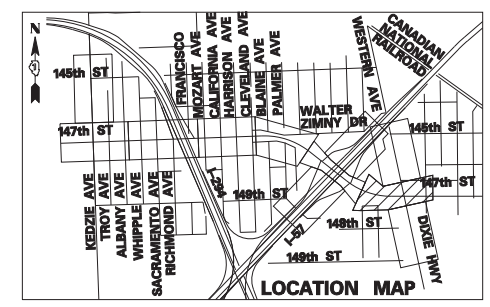 N
CANADIAN
NATIONAL
RAILROAD
FRANCISCO
MOZART AVE
CALIFORNIA AVE
HARRISON AVE
CLEVELAND AVE
BLAINE AVE
PALMER AVE
WESTERN AVE
145th ST
WALTER
ZIMNY DR
147th ST
145th ST
147th ST
I-294
149th ST
KEDZIE AVE
TROY AVE
ALBANY AVE
WHIPPLE AVE
SACRAMENTO AVE
RICHMOND AVE
I-57
148th ST
149th ST
DIXIE HWY
LOCATION MAP